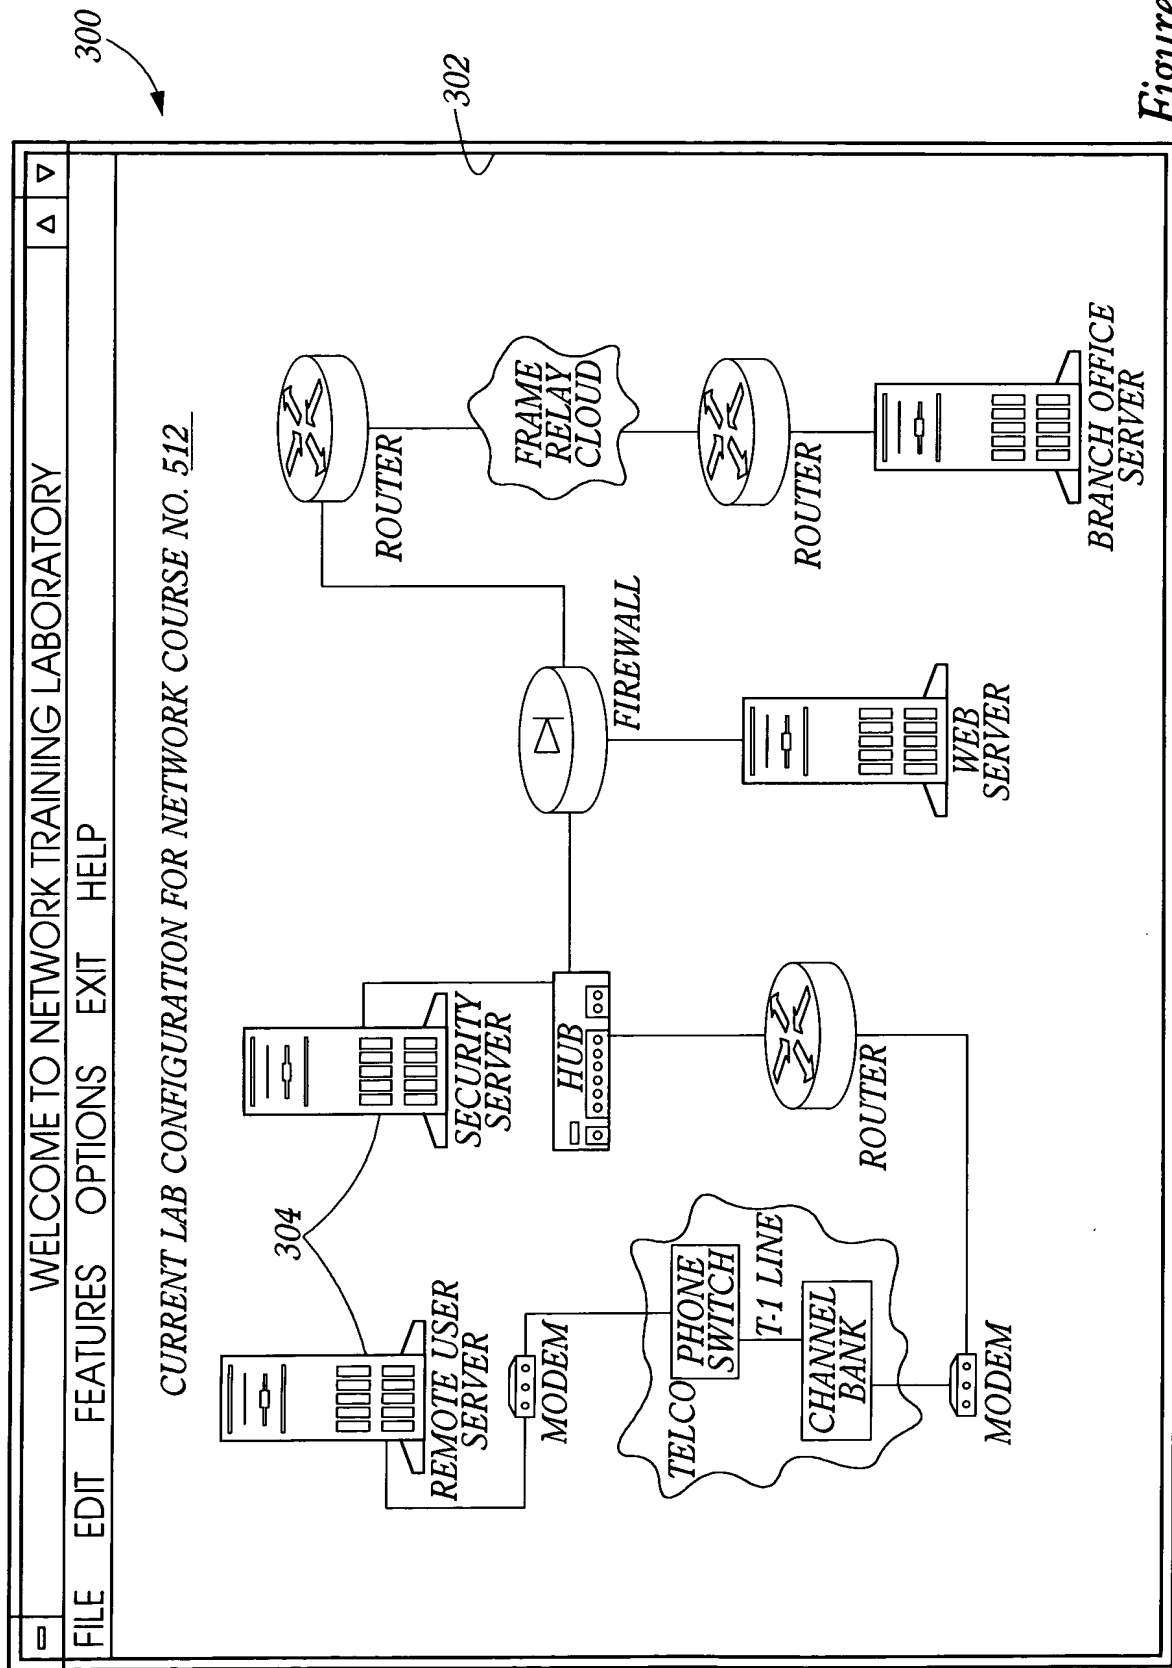 300
302
WELCOME TO NETWORK TRAINING LABORATORY
FILE EDIT FEATURES OPTIONS EXIT HELP
CURRENT LAB CONFIGURATION FOR NETWORK COURSE NO. 512
304
REMOTE USER
SERVER
SECURITY
SERVER
ROUTER
MODEM
HUB
FIREWALL
FRAME
RELAY
CLOUD
TELCO
PHONE
SWITCH
T-1 LINE
CHANNEL
BANK
ROUTER
WEB
SERVER
ROUTER
MODEM
BRANCH OFFICE
SERVER
Figure